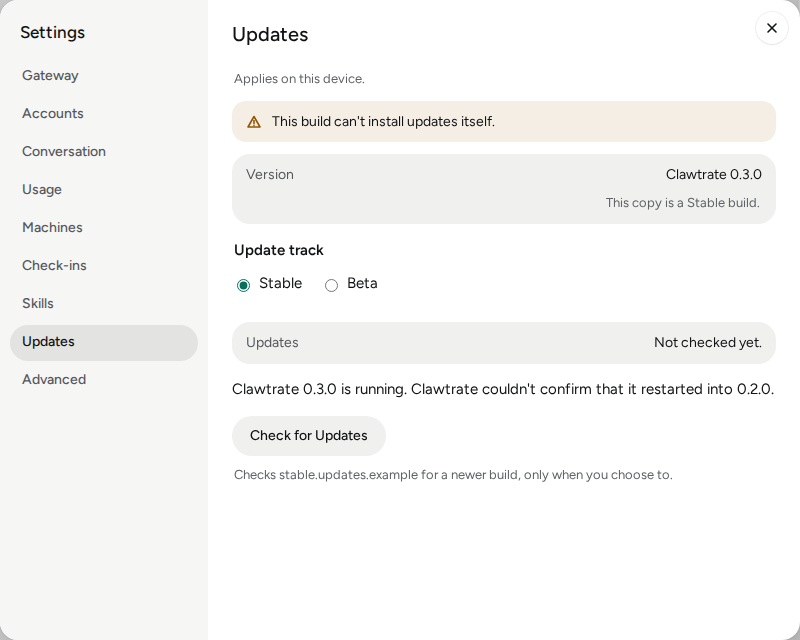 Settings
Gateway
Accounts
Conversation
Usage
Machines
Check-ins
Skills
Updates
Advanced
Updates
Applies on this device.
This build can't install updates itself.
Version
Clawtrate 0.3.0
This copy is a Stable build.
Update track
Stable
Beta
Updates
Not checked yet.
Clawtrate 0.3.0 is running. Clawtrate couldn't confirm that it restarted into 0.2.0.
Check for Updates
Checks stable.updates.example for a newer build, only when you choose to.